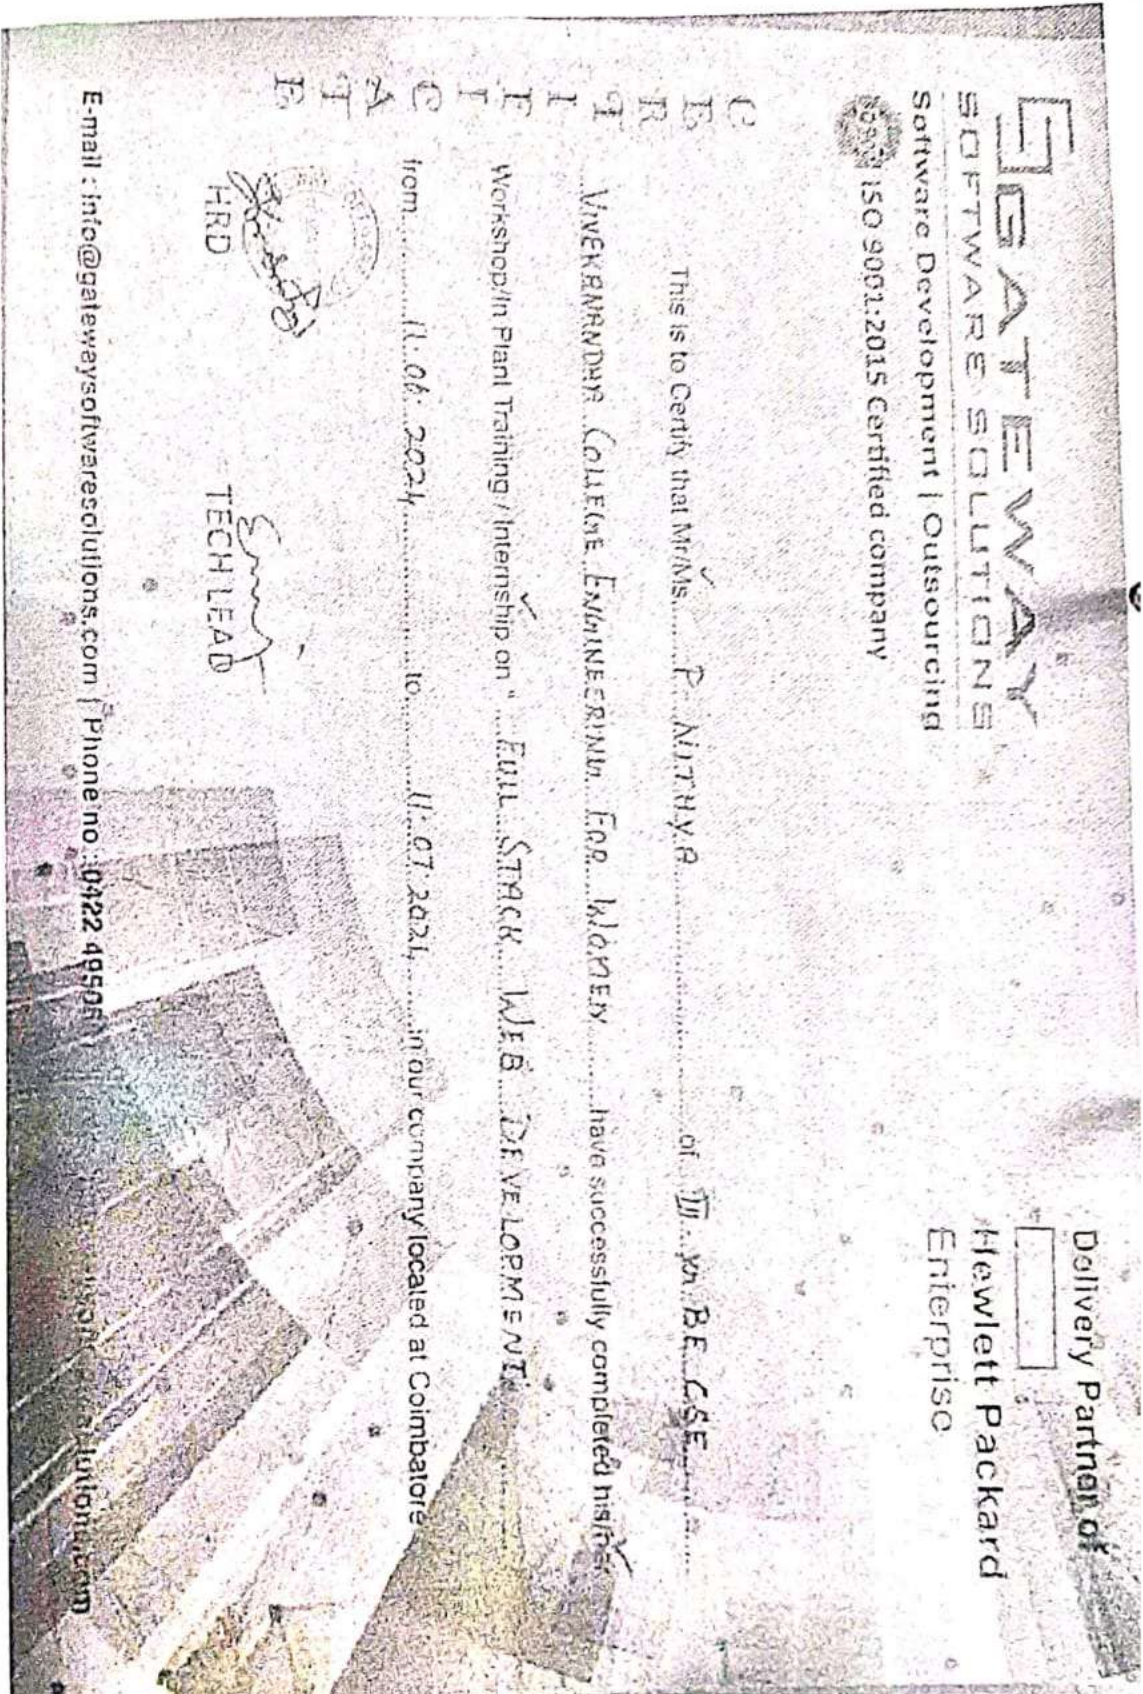 GATEWAY
SOFTWARE SOLUTIONS
Software Development | Outsourcing
ISO 9001:2015 Certified company
Delivery Partner of
Hewlett Packard
Enterprise
CERTIFICATE
This is to Certify that Mr/Ms. P. NITHYA of III yr. BE. CSE
VIVEKANANDHA COLLEGE ENGINEERING FOR WOMEN have successfully completed his/her
Workshop/In Plant Training / Internship on " FULL STACK WEB DEVELOPMENT
from 11.06.2024 to 11.07.2024 in our company located at Coimbatore
HRD
TECH LEAD
E-mail : info@gatewaysoftwaresolutions.com | Phone no : 0422 49505